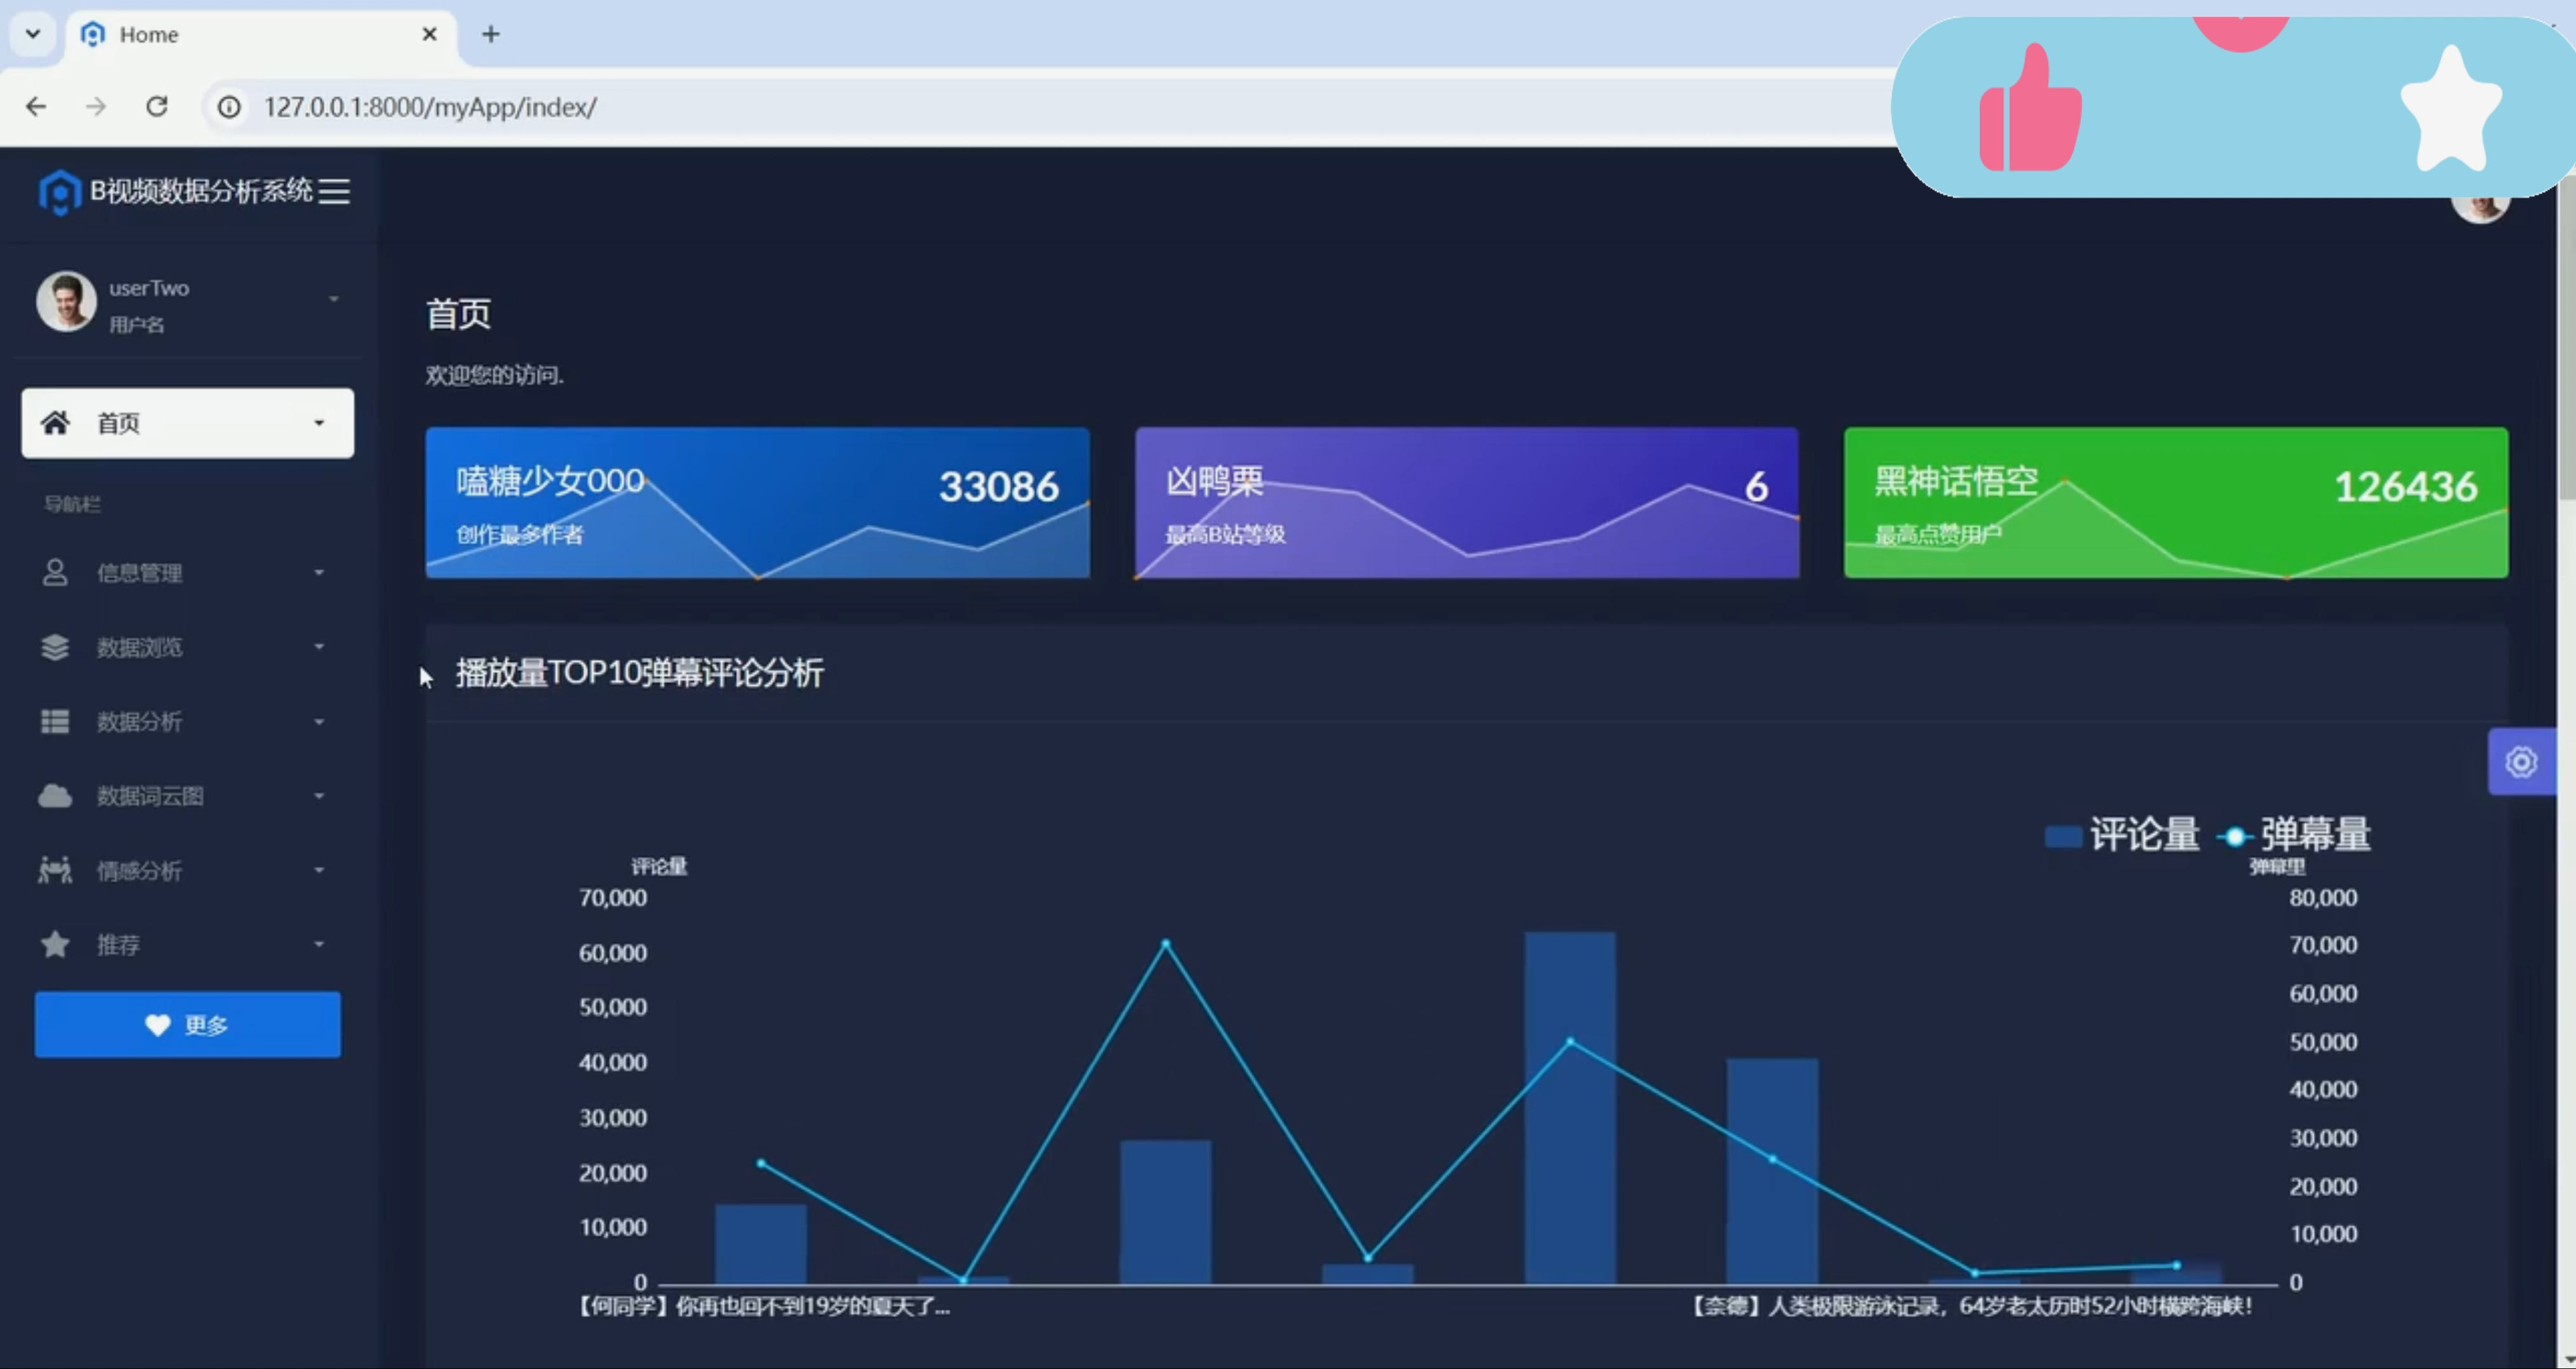 Home
127.0.0.1:8000/myApp/index/
B视频数据分析系统
userTwo
用户名
首页
导航栏
信息管理
数据浏览
数据分析
数据词云图
情感分析
推荐
更多
首页
欢迎您的访问.
嗑糖少女000
33086
创作最多作者
凶鸭栗
6
最高B站等级
黑神话悟空
126436
最高点赞用户
播放量TOP10弹幕评论分析
评论量 弹幕量
评论量
弹幕量
70,000
60,000
50,000
40,000
30,000
20,000
10,000
0
80,000
70,000
60,000
50,000
40,000
30,000
20,000
10,000
0
【何同学】你再也回不到19岁的夏天了...
【奈德】人类极限游泳记录，64岁老太历时52小时横跨海峡！